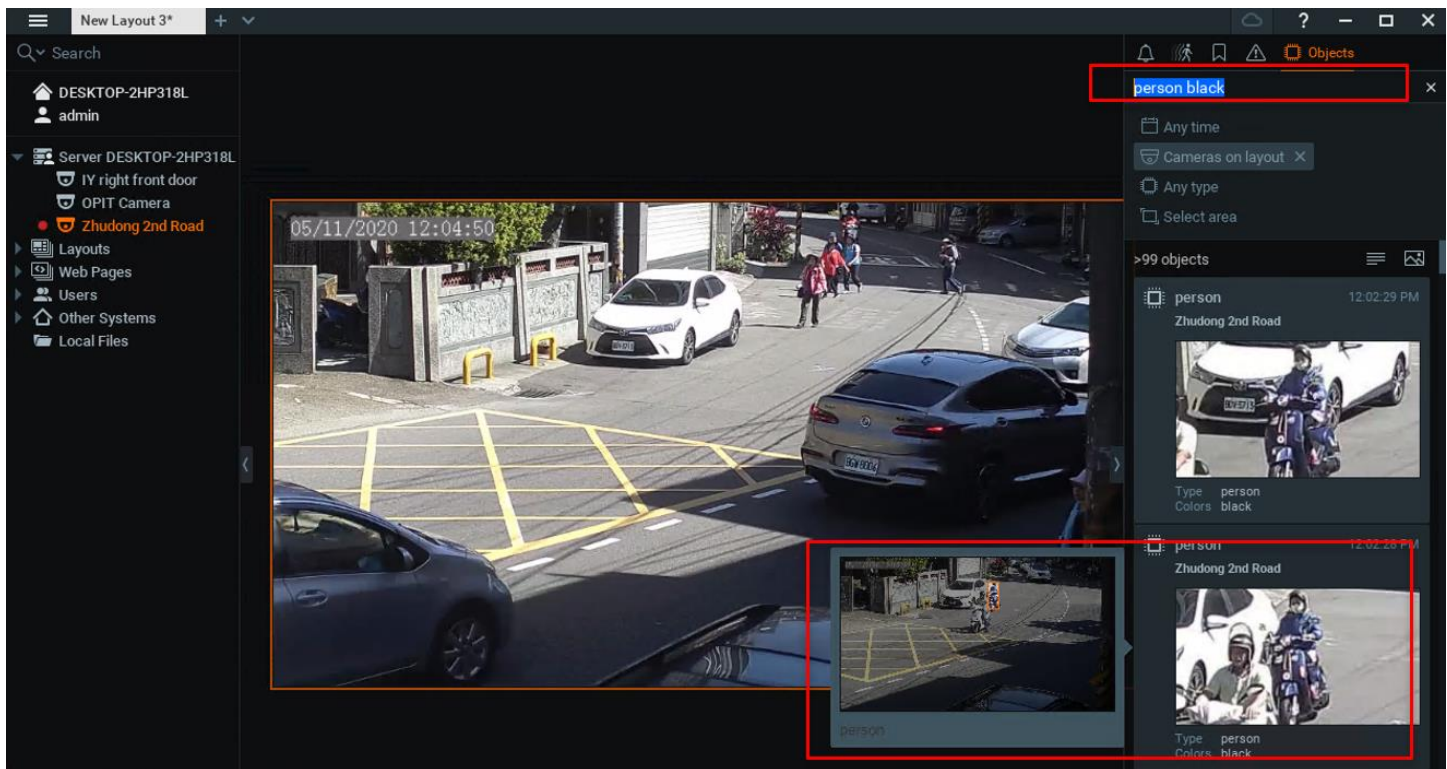 New Layout 3*
Search
DESKTOP-2HP318L
admin
Server DESKTOP-2HP318L
IY right front door
OPIT Camera
Zhudong 2nd Road
Layouts
Web Pages
Users
Other Systems
Local Files
05/11/2020 12:04:50
BGW 8006
person
Objects
person black
Any time
Cameras on layout
Any type
Select area
>99 objects
person 12:02:29 PM
Zhudong 2nd Road
Type person
Colors black
person 12:02:28 PM
Zhudong 2nd Road
Type person
Colors black